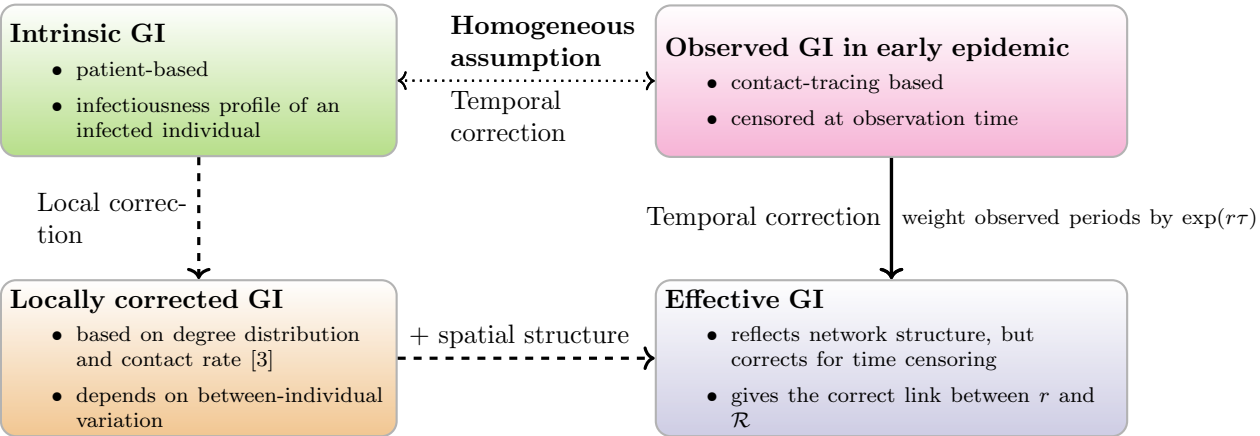 Intrinsic GI
• patient-based
• infectiousness profile of an
infected individual
Homogeneous
assumption
Temporal
correction
Observed GI in early epidemic
• contact-tracing based
• censored at observation time
Local correc-
tion
Temporal correction
weight observed periods by exp(rτ)
Locally corrected GI
• based on degree distribution
and contact rate [3]
• depends on between-individual
variation
+ spatial structure
Effective GI
• reflects network structure, but
corrects for time censoring
• gives the correct link between r and
ℛ